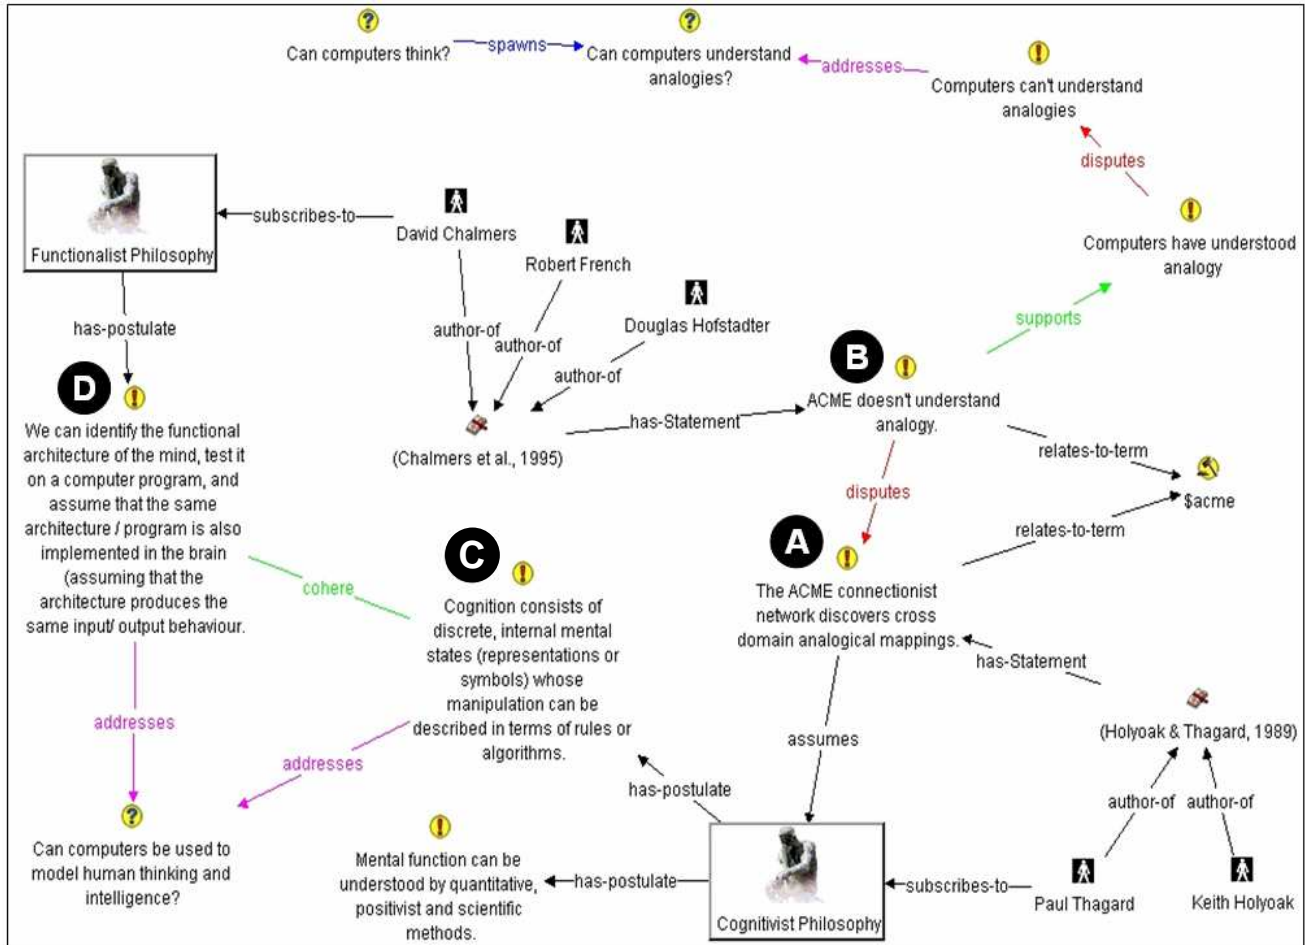 Can computers think?
spawns
Can computers understand
analogies?
addresses
Computers can't understand
analogies
disputes
Computers have understood
analogy
supports
Functionalist Philosophy
subscribes-to
David Chalmers
Robert French
Douglas Hofstadter
has-postulate
author-of
author-of
author-of
(Chalmers et al., 1995)
has-Statement
B
ACME doesn't understand
analogy.
relates-to-term
$acme
relates-to-term
disputes
D
We can identify the functional
architecture of the mind, test it
on a computer program, and
assume that the same
architecture / program is also
implemented in the brain
(assuming that the
architecture produces the
same input/ output behaviour.
cohere
C
Cognition consists of
discrete, internal mental
states (representations or
symbols) whose
manipulation can be
described in terms of rules or
algorithms.
A
The ACME connectionist
network discovers cross
domain analogical mappings.
has-Statement
(Holyoak & Thagard, 1989)
author-of
author-of
Paul Thagard
Keith Holyoak
subscribes-to
assumes
Cognitivist Philosophy
has-postulate
has-postulate
Mental function can be
understood by quantitative,
positivist and scientific
methods.
addresses
addresses
Can computers be used to
model human thinking and
intelligence?